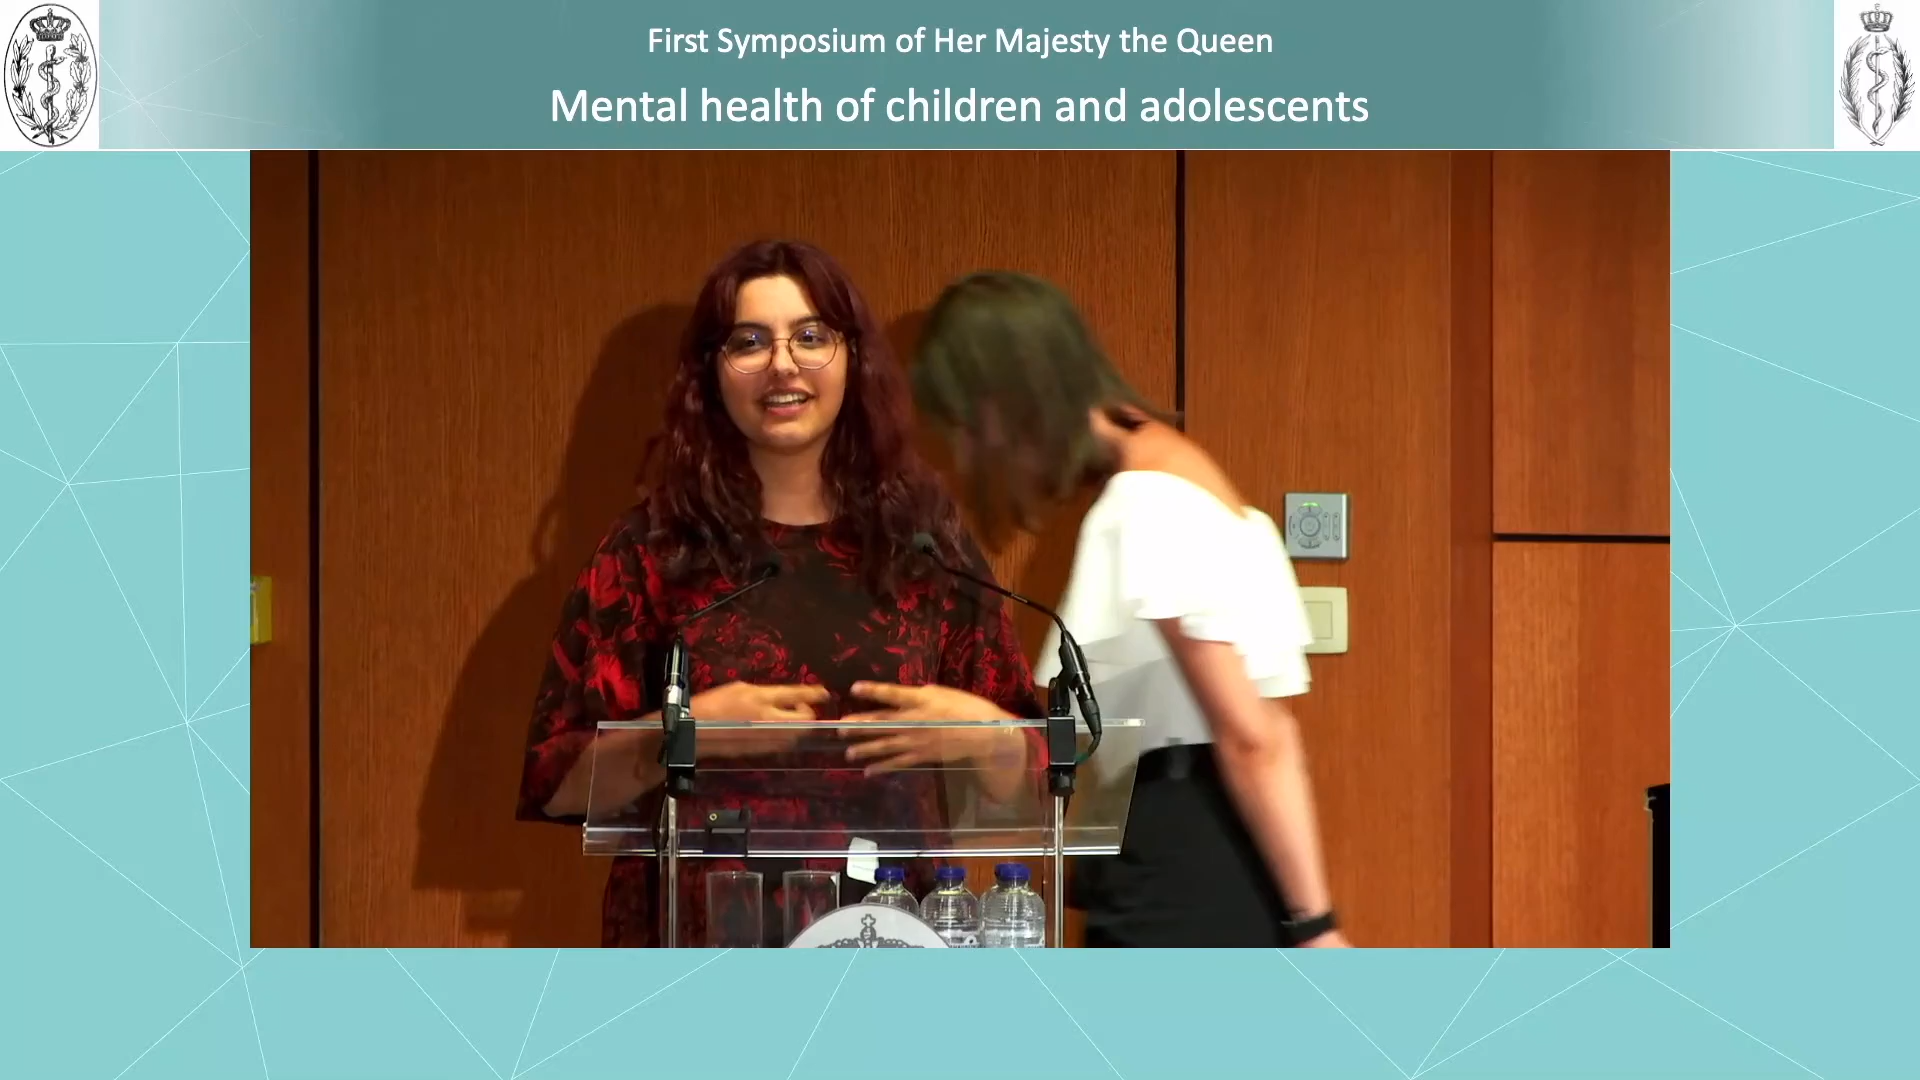 First Symposium of Her Majesty the Queen
Mental health of children and adolescents